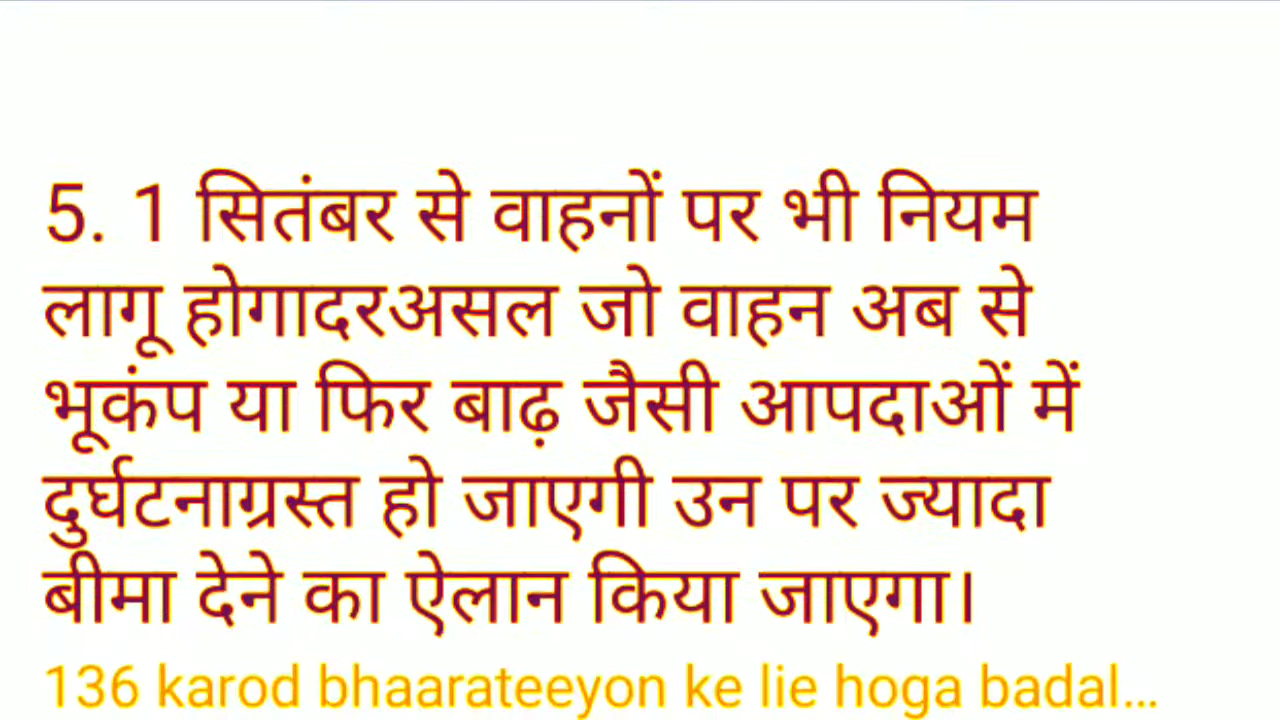 5. 1 सितंबर से वाहनों पर भी नियम
लागू होगादरअसल जो वाहन अब से
भूकंप या फिर बाढ़ जैसी आपदाओं में
दुर्घटनाग्रस्त हो जाएगी उन पर ज्यादा
बीमा देने का ऐलान किया जाएगा।
136 karod bhaarateeyon ke lie hoga badal...